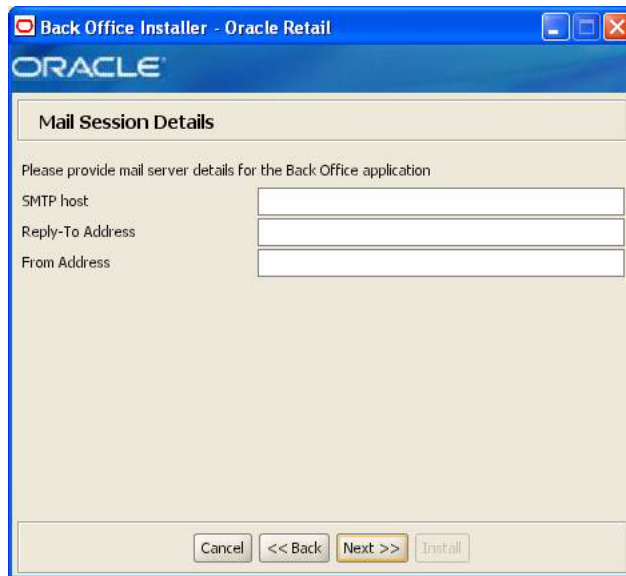 Back Office Installer - Oracle Retail
ORACLE
Mail Session Details
Please provide mail server details for the Back Office application
SMTP host
Reply-To Address
From Address
Cancel << Back Next >> Install